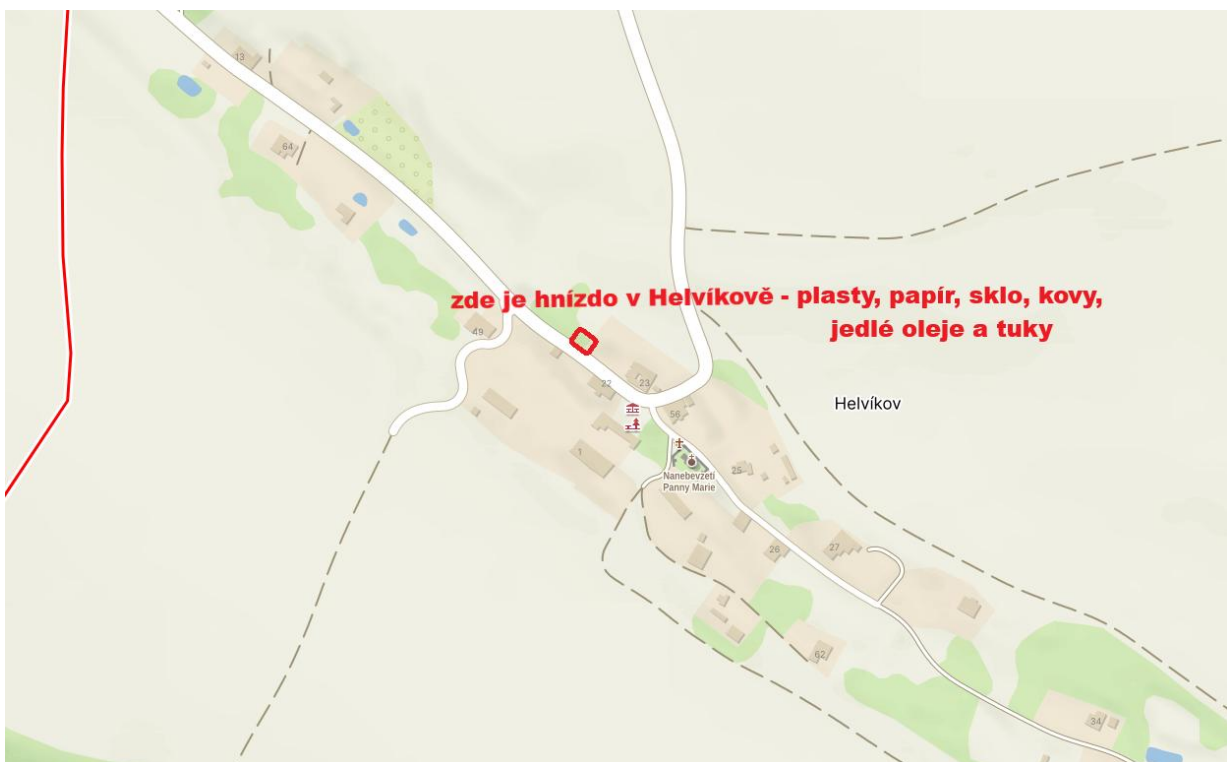 13
64
zde je hnízdo v Helvíkově - plasty, papír, sklo, kovy,
jedlé oleje a tuky
49
22
23
Helvíkov
56
1
25
Nanebevzetí
Panny Marie
26
27
62
34